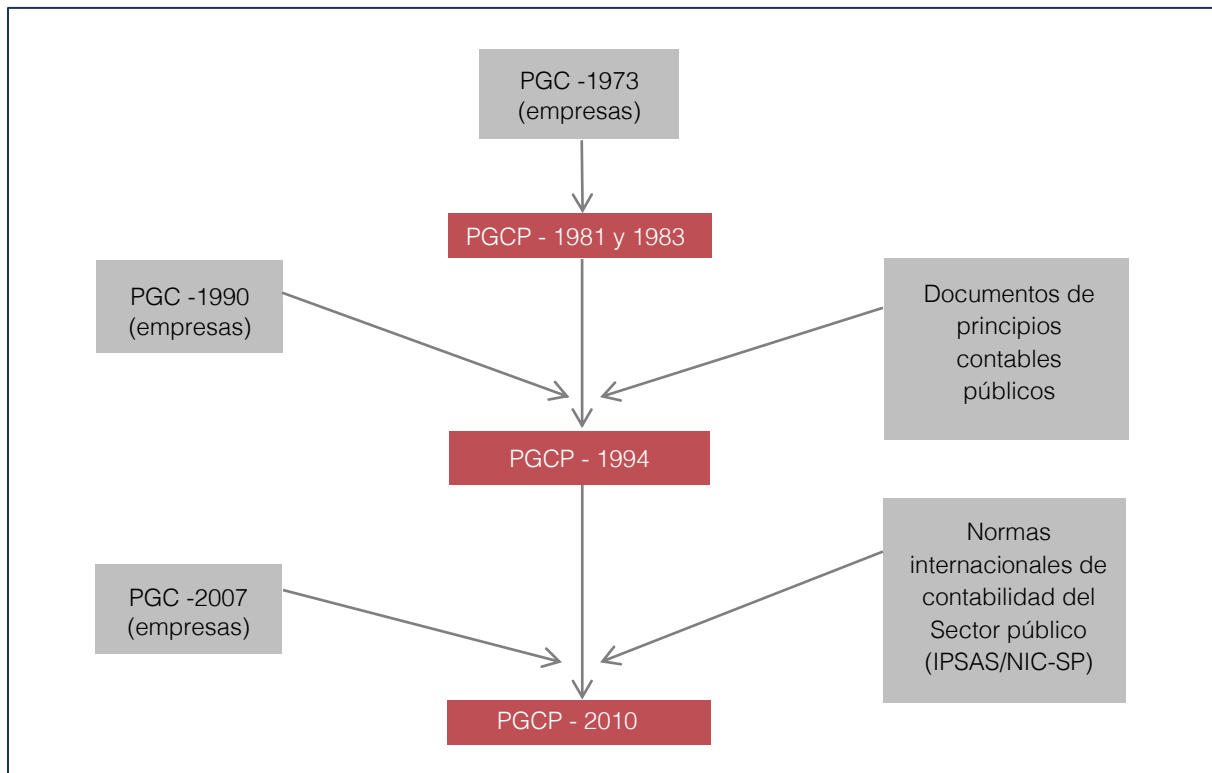 PGC -1973
(empresas)
PGCP - 1981 y 1983
PGC -1990
(empresas)
Documentos de
principios
contables
públicos
PGCP - 1994
Normas
internacionales de
contabilidad del
Sector público
(IPSAS/NIC-SP)
PGC -2007
(empresas)
PGCP - 2010